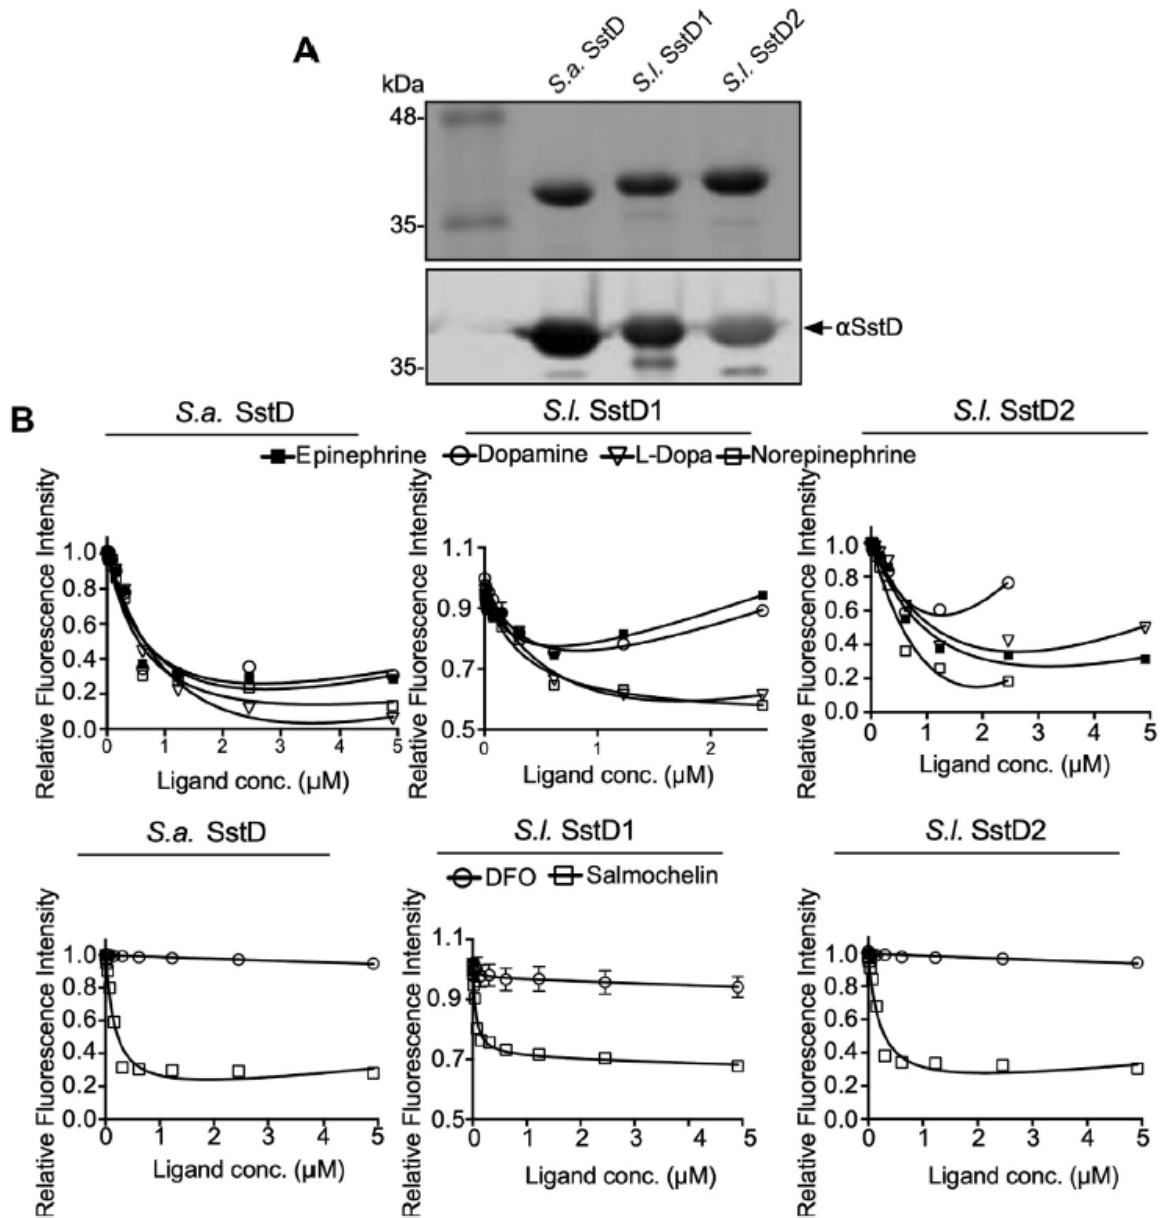 A
S.a. SstD
S.l. SstD1
S.l. SstD2
kDa
48-
35-
αSstD
35-
B
S.a. SstD
S.l. SstD1
S.l. SstD2
Epinephrine Dopamine L-Dopa Norepinephrine
Relative Fluorescence Intensity
1.0
0.8
0.6
0.4
0.2
0.0
0 1 2 3 4 5
Ligand conc. (µM)
Relative Fluorescence Intensity
1.1
0.9
0.7
0.5
0 1 2
Ligand conc. (µM)
Relative Fluorescence Intensity
1.0
0.8
0.6
0.4
0.2
0.0
0 1 2 3 4 5
Ligand conc. (µM)
S.a. SstD
S.l. SstD1
S.l. SstD2
DFO Salmochelin
Relative Fluorescence Intensity
1.0
0.8
0.6
0.4
0.2
0.0
0 1 2 3 4 5
Ligand conc. (µM)
Relative Fluorescence Intensity
1.1
0.9
0.7
0.5
0 1 2 3 4 5
Ligand conc. (µM)
Relative Fluorescence Intensity
1.0
0.8
0.6
0.4
0.2
0.0
0 1 2 3 4 5
Ligand conc. (µM)